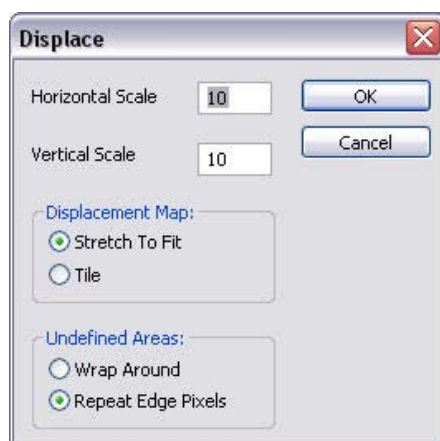 Displace
Horizontal Scale 10 OK
Vertical Scale 10 Cancel
Displacement Map:
Stretch To Fit
Tile
Undefined Areas:
Wrap Around
Repeat Edge Pixels